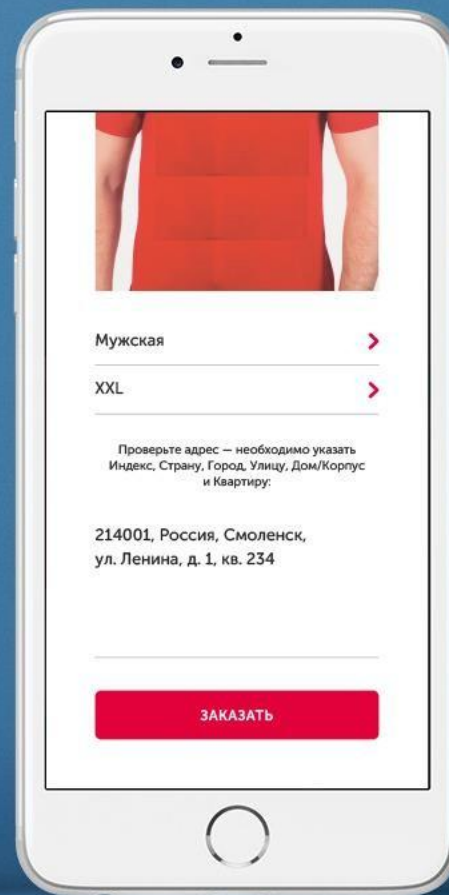 Мужская
XXL
Проверьте адрес — необходимо указать
Индекс, Страну, Город, Улицу, Дом/Корпус
и Квартиру:
214001, Россия, Смоленск,
ул. Ленина, д. 1, кв. 234
ЗАКАЗАТЬ